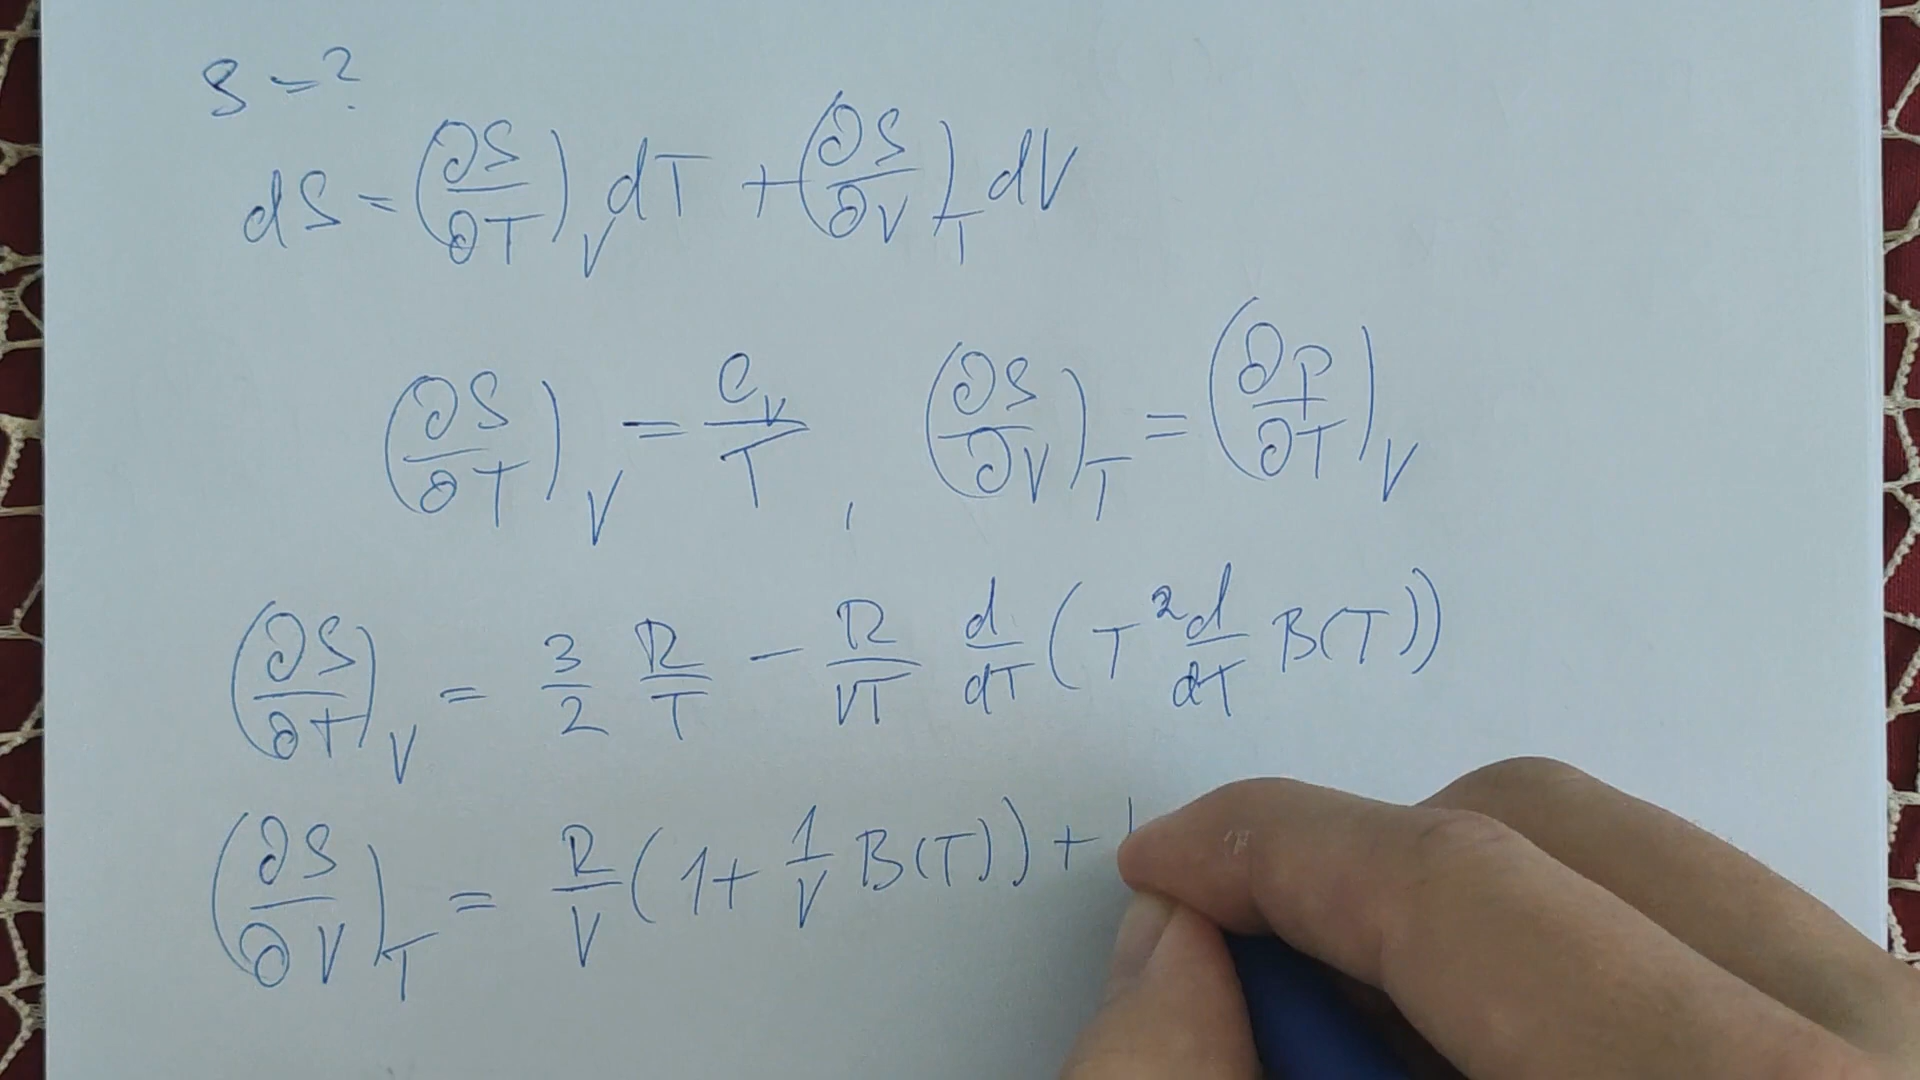 S = ?
dS = (∂S/∂T)_V dT + (∂S/∂V)_T dV
(∂S/∂T)_V = C_V/T , (∂S/∂V)_T = (∂P/∂T)_V
(∂S/∂T)_V = 3/2 R/T - R/VT d/dT (T² d/dT B(T))
(∂S/∂V)_T = R/V (1 + 1/V B(T)) +